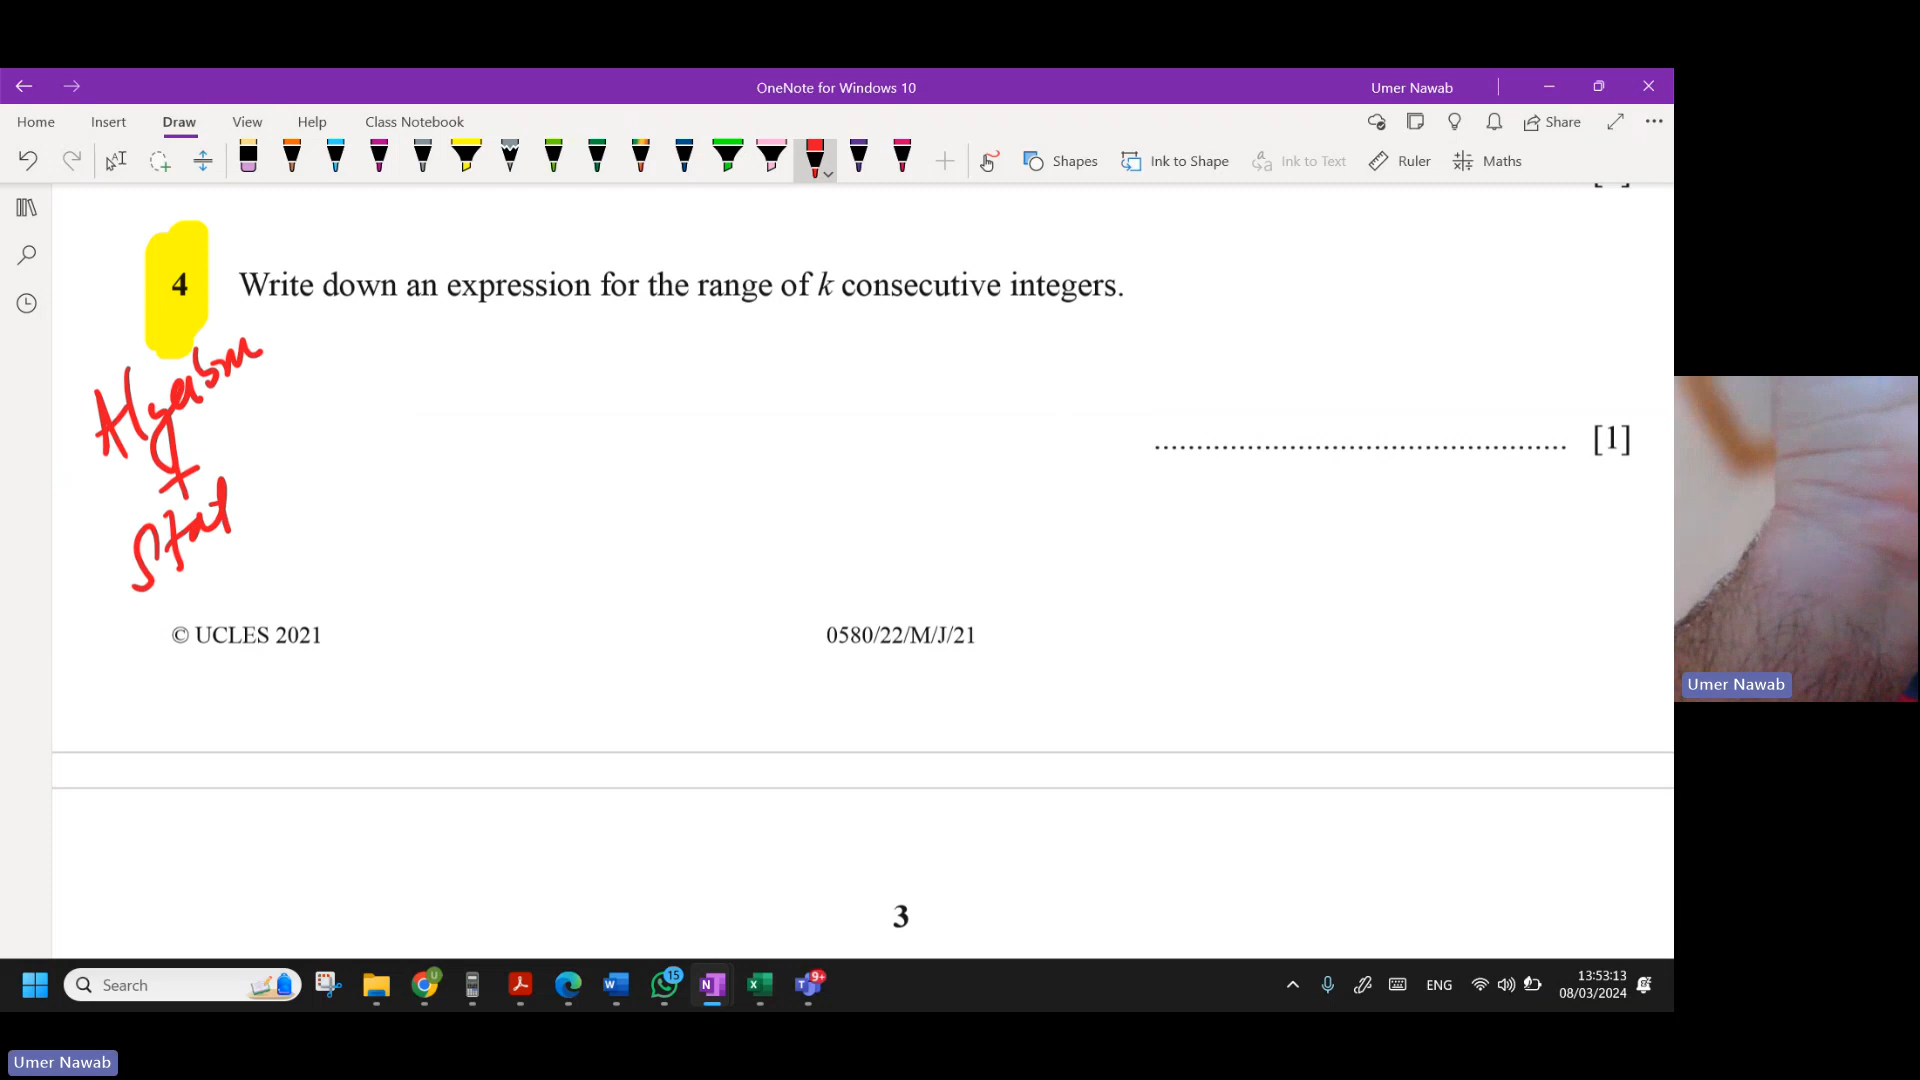 OneNote for Windows 10
Umer Nawab
Home Insert Draw View Help Class Notebook
Share
Shapes Ink to Shape Ink to Text Ruler Maths
4 Write down an expression for the range of k consecutive integers.
Algebra
+
Stat
.................................................. [1]
© UCLES 2021 0580/22/M/J/21
3
Umer Nawab
Search
U
15
9+
ENG
13:53:13
08/03/2024
Umer Nawab